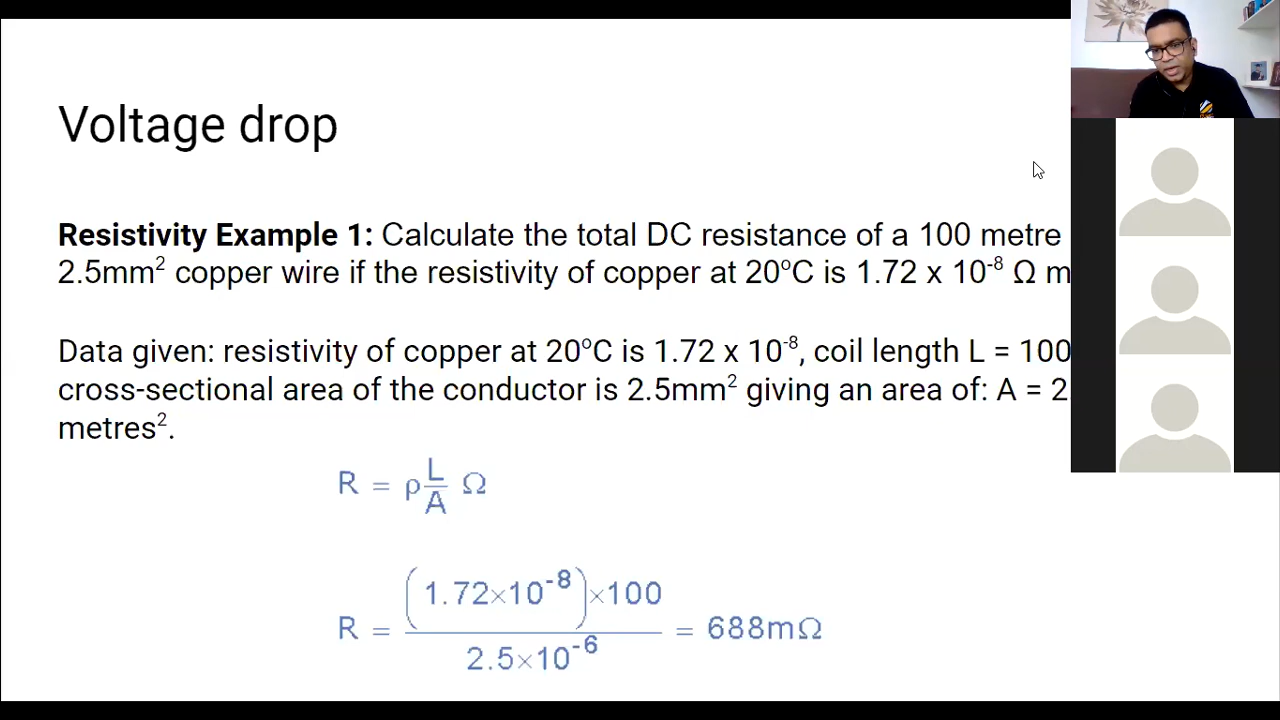 Voltage drop
Resistivity Example 1: Calculate the total DC resistance of a 100 metre
2.5mm² copper wire if the resistivity of copper at 20ºC is 1.72 x 10⁻⁸ Ω m
Data given: resistivity of copper at 20ºC is 1.72 x 10⁻⁸, coil length L = 100
cross-sectional area of the conductor is 2.5mm² giving an area of: A = 2
metres².
R = ρ L/A Ω
R = (1.72×10⁻⁸)×100 / 2.5×10⁻⁶ = 688mΩ